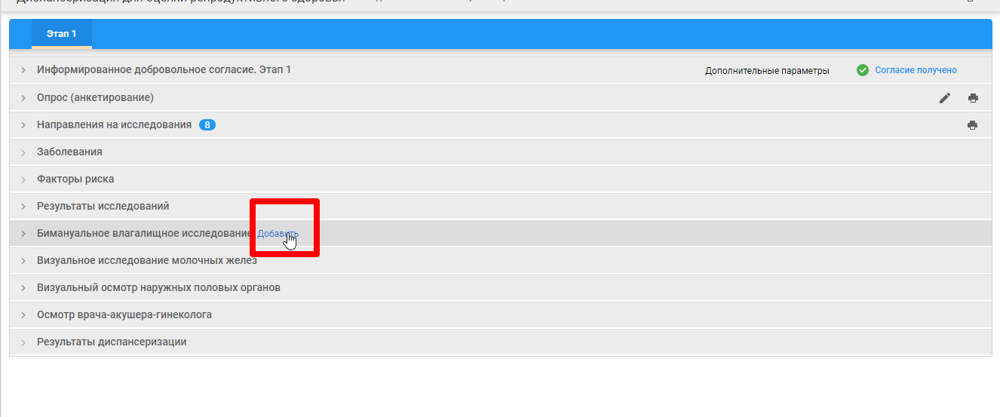 Диспансеризация для оценки репродуктивного здоровья
Этап 1
Информированное добровольное согласие. Этап 1 Дополнительные параметры Согласие получено
Опрос (анкетирование)
Направления на исследования 8
Заболевания
Факторы риска
Результаты исследований
Бимануальное влагалищное исследование Добавить
Визуальное исследование молочных желез
Визуальный осмотр наружных половых органов
Осмотр врача-акушера-гинеколога
Результаты диспансеризации